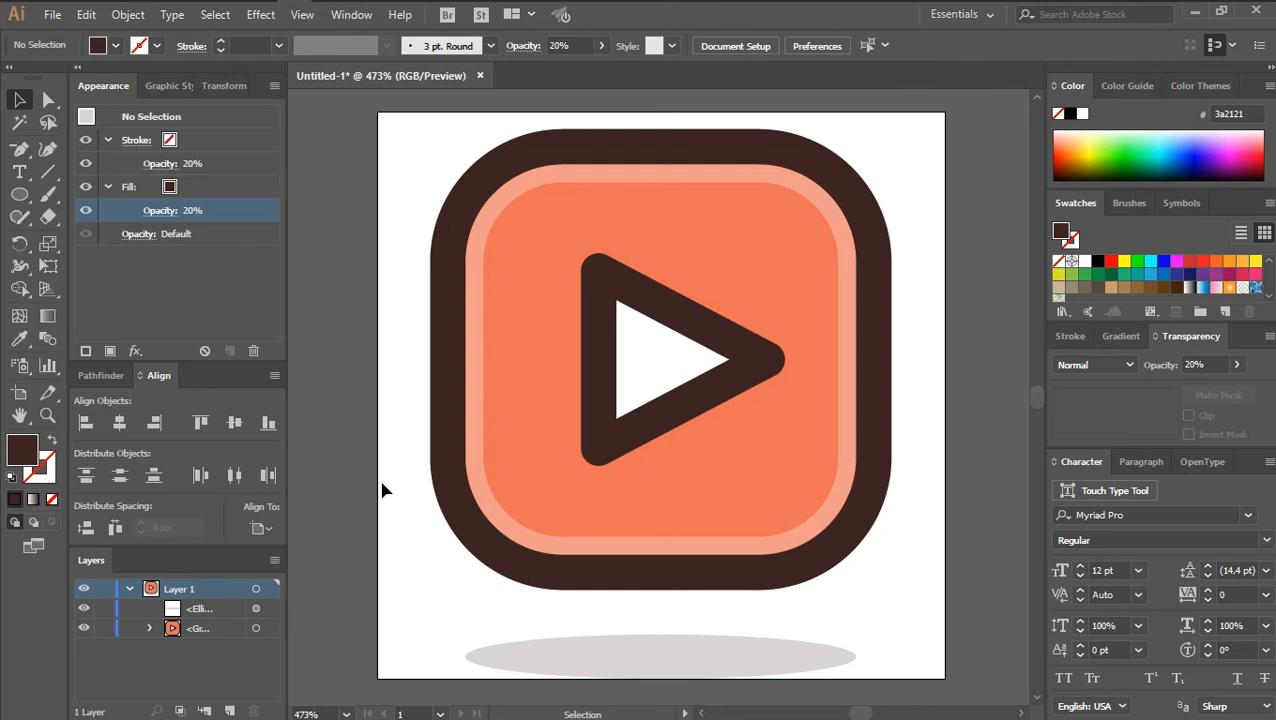 Ai File Edit Object Type Select Effect View Window Help Br St Essentials Search Adobe Stock
No Selection Stroke: 3 pt. Round Opacity: 20% Style: Document Setup Preferences
Untitled-1* @ 473% (RGB/Preview)
Appearance Graphic Sty Transform
No Selection
Stroke:
Opacity: 20%
Fill:
Opacity: 20%
Opacity: Default
fx
Pathfinder Align
Align Objects:
Distribute Objects:
Distribute Spacing: Align To:
0 px
Layers
Layer 1
<Elli...
<Gr...
1 Layer
473% 1 Selection
Color Color Guide Color Themes
# 3a2121
Swatches Brushes Symbols
Stroke Gradient Transparency
Normal Opacity: 20%
Make Mask
Clip
Invert Mask
Character Paragraph OpenType
Touch Type Tool
Myriad Pro
Regular
12 pt (14,4 pt)
Auto 0
100% 100%
0 pt 0°
English: USA Sharp